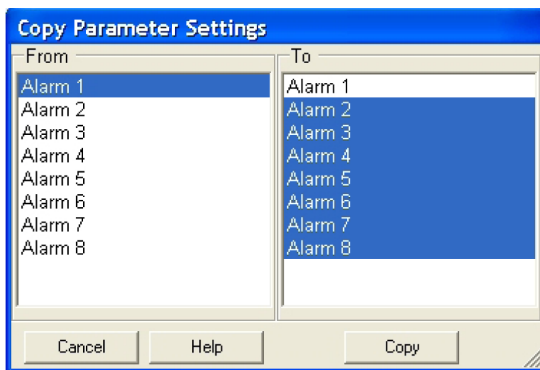 Copy Parameter Settings
From
Alarm 1
Alarm 2
Alarm 3
Alarm 4
Alarm 5
Alarm 6
Alarm 7
Alarm 8
To
Alarm 1
Alarm 2
Alarm 3
Alarm 4
Alarm 5
Alarm 6
Alarm 7
Alarm 8
Cancel
Help
Copy